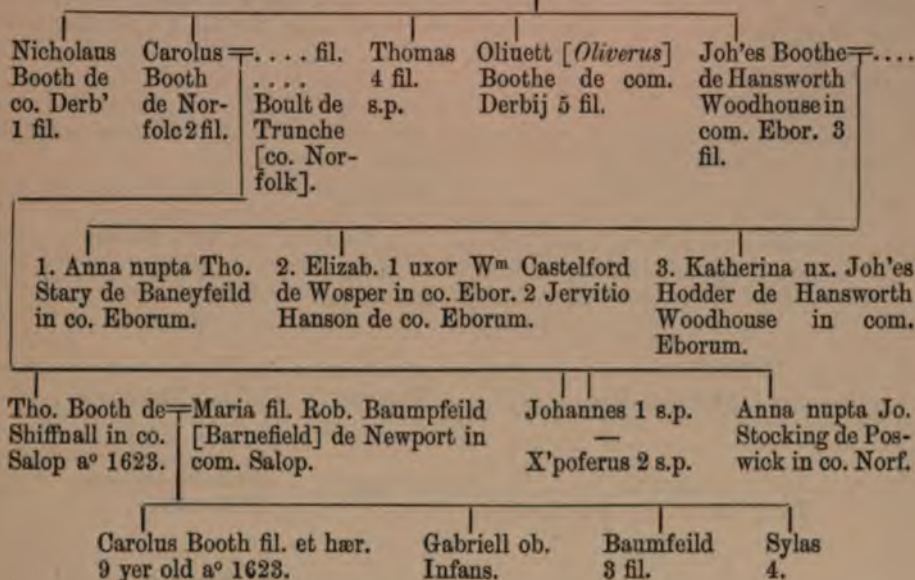 Nicholaus
Booth de
co. Derb'
1 fil.
Carolus
Booth
de Nor-
folc 2 fil.
. . . . fil.
. . . .
Boult de
Trunche
[co. Nor-
folk].
Thomas
4 fil.
s.p.
Oliuett [Oliverus]
Boothe de com.
Derbij 5 fil.
Joh'es Boothe
de Hansworth
Woodhouse in
com. Ebor. 3
fil.
. . . .
1. Anna nupta Tho.
Stary de Baneyfeild
in co. Eborum.
2. Elizab. 1 uxor Wᵐ Castelford
de Wosper in co. Ebor. 2 Jervitio
Hanson de co. Eborum.
3. Katherina ux. Joh'es
Hodder de Hansworth
Woodhouse in com.
Eborum.
Tho. Booth de
Shiffnall in co.
Salop aº 1623.
Maria fil. Rob. Baumpfeild
[Barnefield] de Newport in
com. Salop.
Johannes 1 s.p.
—
X'poferus 2 s.p.
Anna nupta Jo.
Stocking de Pos-
wick in co. Norf.
Carolus Booth fil. et hær.
9 yer old aº 1623.
Gabriell ob.
Infans.
Baumfeild
3 fil.
Sylas
4.